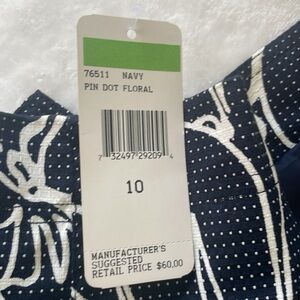 76511 NAVY
PIN DOT FLORAL
7 32497 29209 4
10
MANUFACTURER'S
SUGGESTED
RETAIL PRICE $60.00